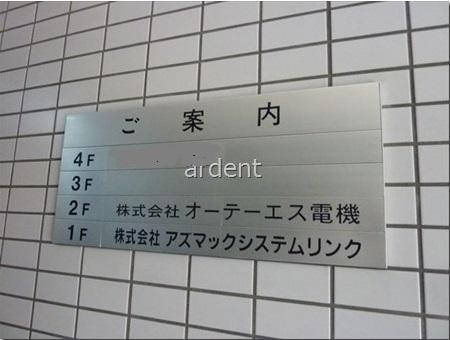 ご案内
4F
ardent
3F
2F 株式会社 オーテーエス電機
1F 株式会社 アズマックシステムリンク